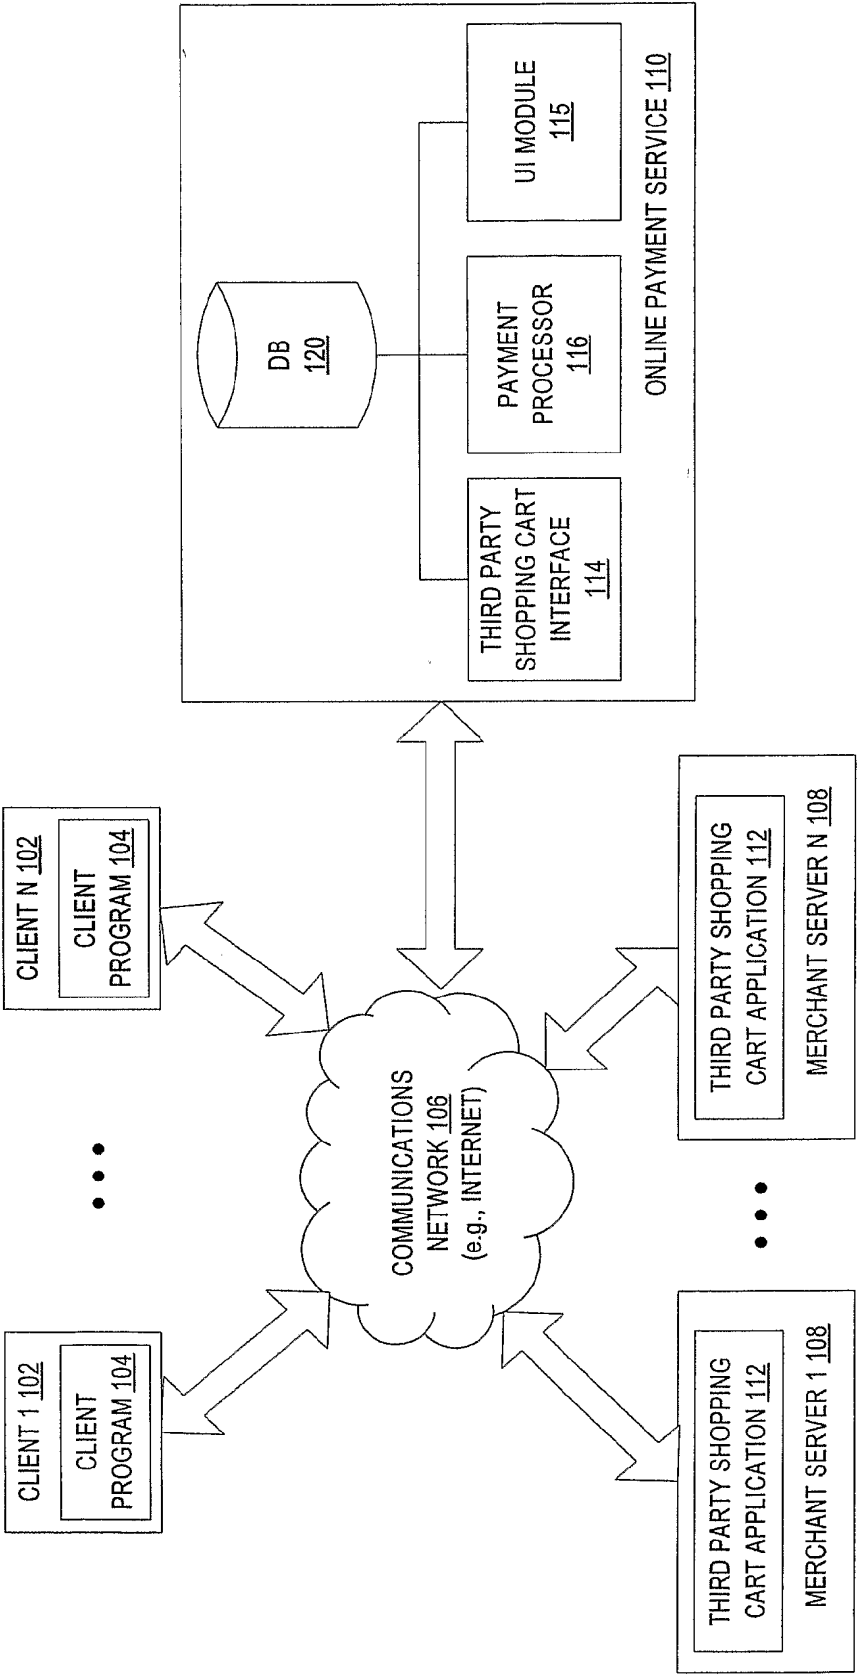 CLIENT 1 102
CLIENT
PROGRAM 104
CLIENT N 102
CLIENT
PROGRAM 104
COMMUNICATIONS
NETWORK 106
(e.g., INTERNET)
THIRD PARTY SHOPPING
CART APPLICATION 112
MERCHANT SERVER 1 108
THIRD PARTY SHOPPING
CART APPLICATION 112
MERCHANT SERVER N 108
DB
120
THIRD PARTY
SHOPPING CART
INTERFACE
114
PAYMENT
PROCESSOR
116
UI MODULE
115
ONLINE PAYMENT SERVICE 110